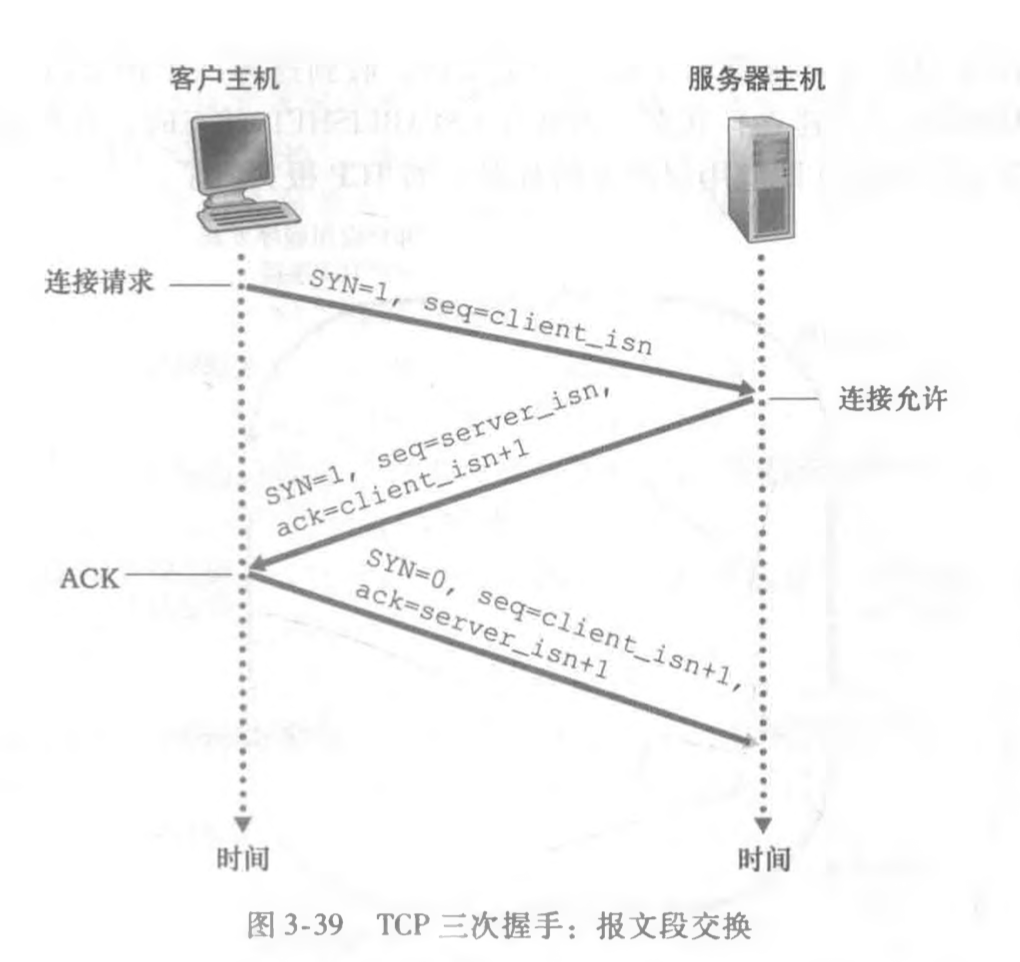 客户主机
服务器主机
连接请求
SYN=1, seq=client_isn
连接允许
SYN=1, seq=server_isn,
ack=client_isn+1
ACK
SYN=0, seq=client_isn+1,
ack=server_isn+1
时间
时间
图 3-39 TCP 三次握手：报文段交换